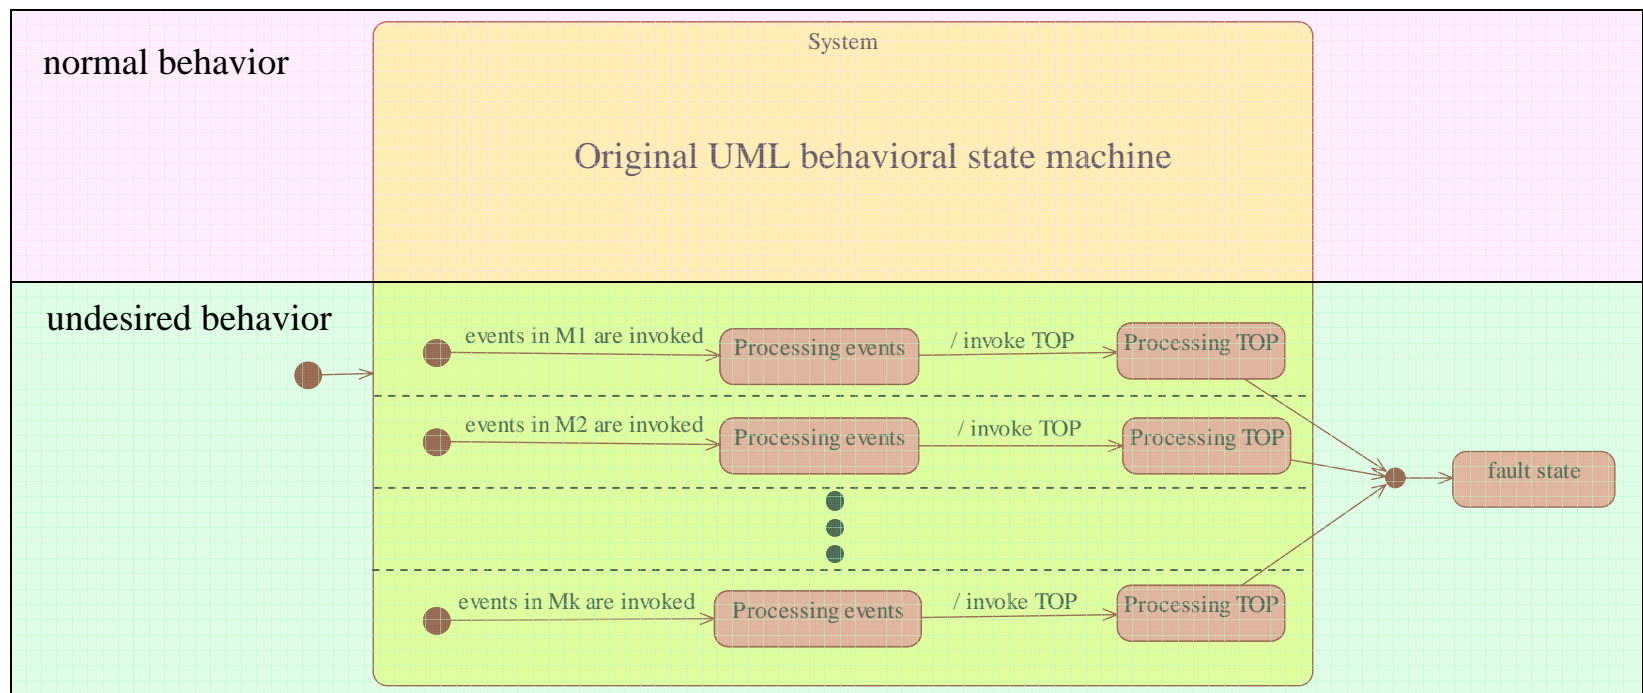 System
normal behavior
Original UML behavioral state machine
undesired behavior
events in M1 are invoked
Processing events
/ invoke TOP
Processing TOP
events in M2 are invoked
Processing events
/ invoke TOP
Processing TOP
fault state
events in Mk are invoked
Processing events
/ invoke TOP
Processing TOP